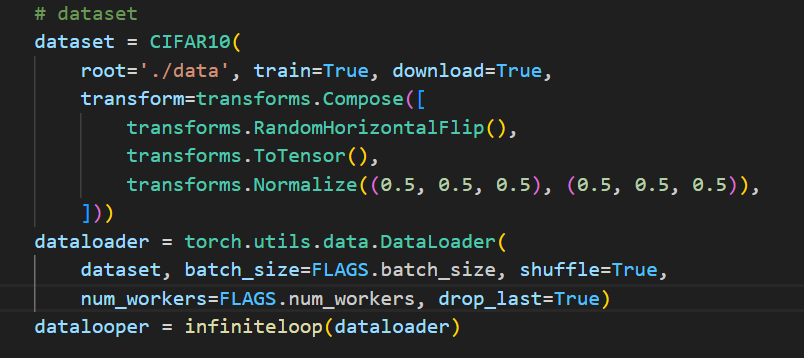 # dataset
dataset = CIFAR10(
root='./data', train=True, download=True,
transform=transforms.Compose([
transforms.RandomHorizontalFlip(),
transforms.ToTensor(),
transforms.Normalize((0.5, 0.5, 0.5), (0.5, 0.5, 0.5)),
]))
dataloader = torch.utils.data.DataLoader(
dataset, batch_size=FLAGS.batch_size, shuffle=True,
num_workers=FLAGS.num_workers, drop_last=True)
datalooper = infiniteloop(dataloader)